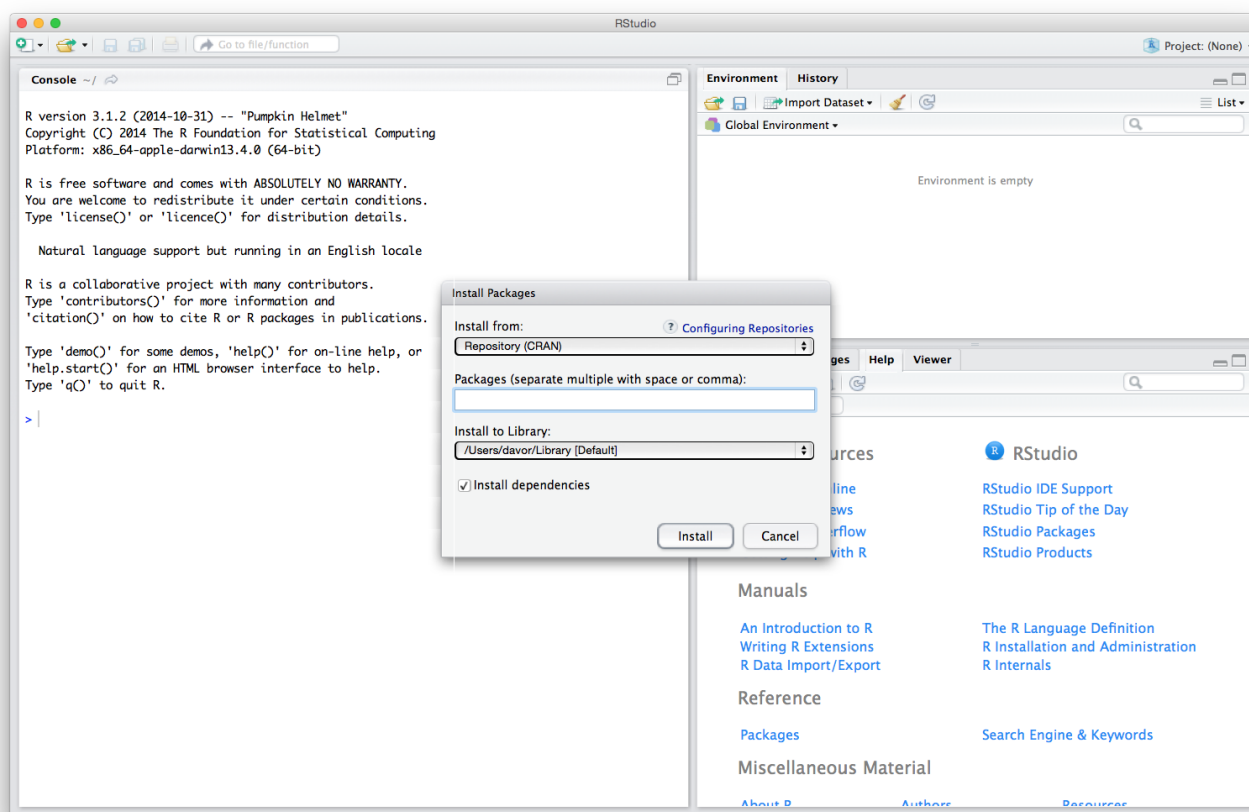 RStudio
Go to file/function
Project: (None)
Console ~/
R version 3.1.2 (2014-10-31) -- "Pumpkin Helmet"
Copyright (C) 2014 The R Foundation for Statistical Computing
Platform: x86_64-apple-darwin13.4.0 (64-bit)
R is free software and comes with ABSOLUTELY NO WARRANTY.
You are welcome to redistribute it under certain conditions.
Type 'license()' or 'licence()' for distribution details.
Natural language support but running in an English locale
R is a collaborative project with many contributors.
Type 'contributors()' for more information and
'citation()' on how to cite R or R packages in publications.
Type 'demo()' for some demos, 'help()' for on-line help, or
'help.start()' for an HTML browser interface to help.
Type 'q()' to quit R.
>
Environment History
Import Dataset
List
Global Environment
Environment is empty
Install Packages
Install from:
? Configuring Repositories
Repository (CRAN)
Packages (separate multiple with space or comma):
Install to Library:
/Users/davor/Library [Default]
Install dependencies
Install Cancel
ges Help Viewer
urces
R RStudio
line
RStudio IDE Support
ews
RStudio Tip of the Day
rflow
RStudio Packages
with R
RStudio Products
Manuals
An Introduction to R
The R Language Definition
Writing R Extensions
R Installation and Administration
R Data Import/Export
R Internals
Reference
Packages
Search Engine & Keywords
Miscellaneous Material
About R
Authors
Resources